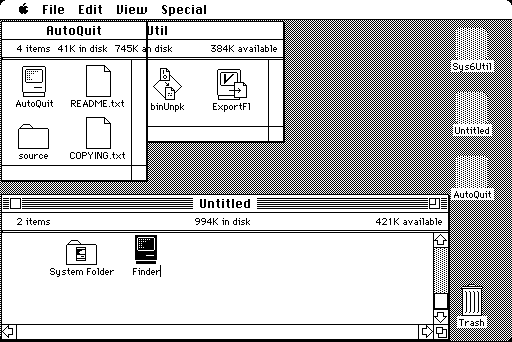 File Edit View Special
AutoQuit
Util
4 items 41K in disk 745K an disk 384K available
AutoQuit
README.txt
binUnpk
ExportFl
source
COPYING.txt
Sys6Util
Untitled
AutoQuit
Untitled
2 items 994K in disk 421K available
System Folder
Finder
Trash